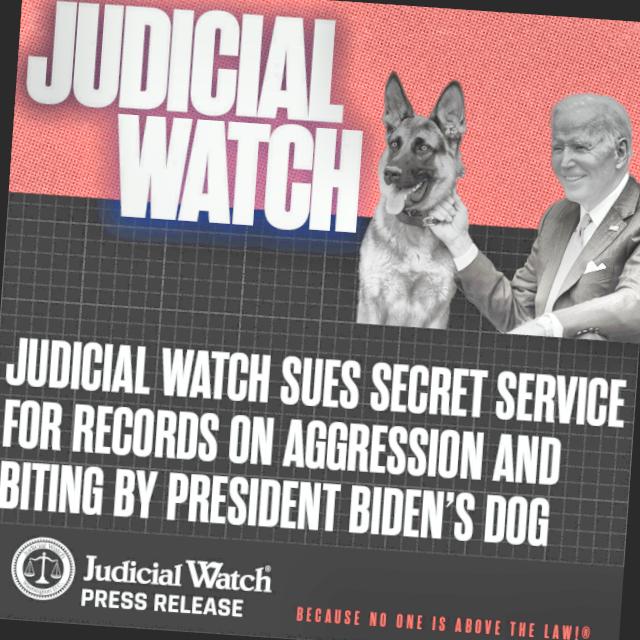 JUDICIAL
WATCH
JUDICIAL WATCH SUES SECRET SERVICE
FOR RECORDS ON AGGRESSION AND
BITING BY PRESIDENT BIDEN'S DOG
Judicial Watch®
PRESS RELEASE
BECAUSE NO ONE IS ABOVE THE LAW!®